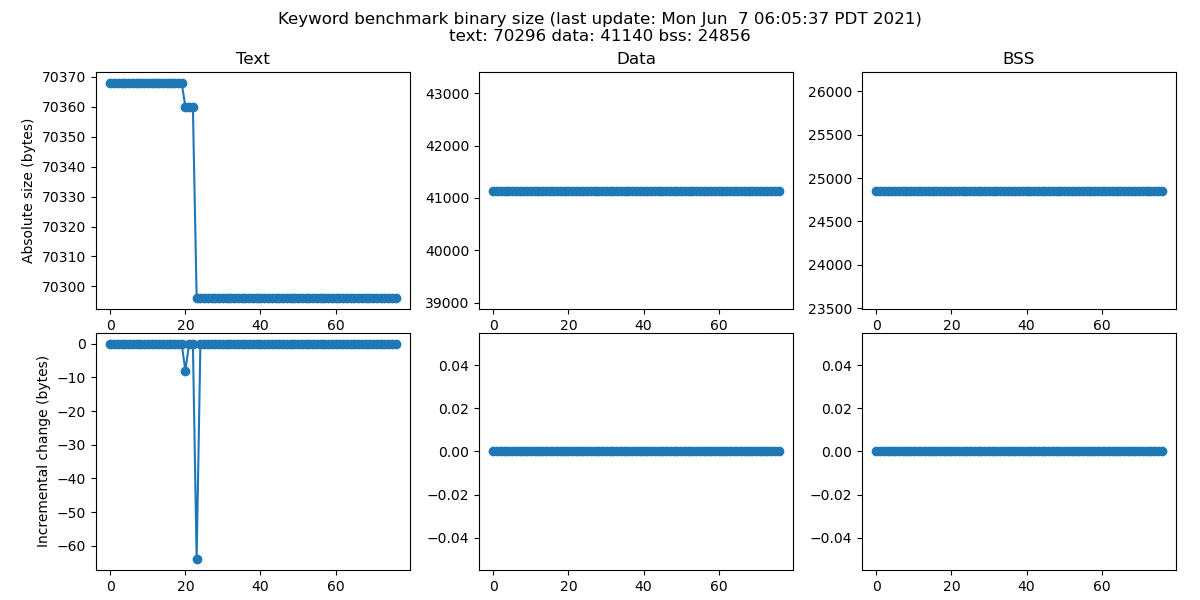 Keyword benchmark binary size (last update: Mon Jun  7 06:05:37 PDT 2021)
text: 70296 data: 41140 bss: 24856
Text
Data
BSS
Absolute size (bytes)
70370
70360
70350
70340
70330
70320
70310
70300
0 20 40 60
43000
42000
41000
40000
39000
0 20 40 60
26000
25500
25000
24500
24000
23500
0 20 40 60
Incremental change (bytes)
0
−10
−20
−30
−40
−50
−60
0 20 40 60
0.04
0.02
0.00
−0.02
−0.04
0 20 40 60
0.04
0.02
0.00
−0.02
−0.04
0 20 40 60